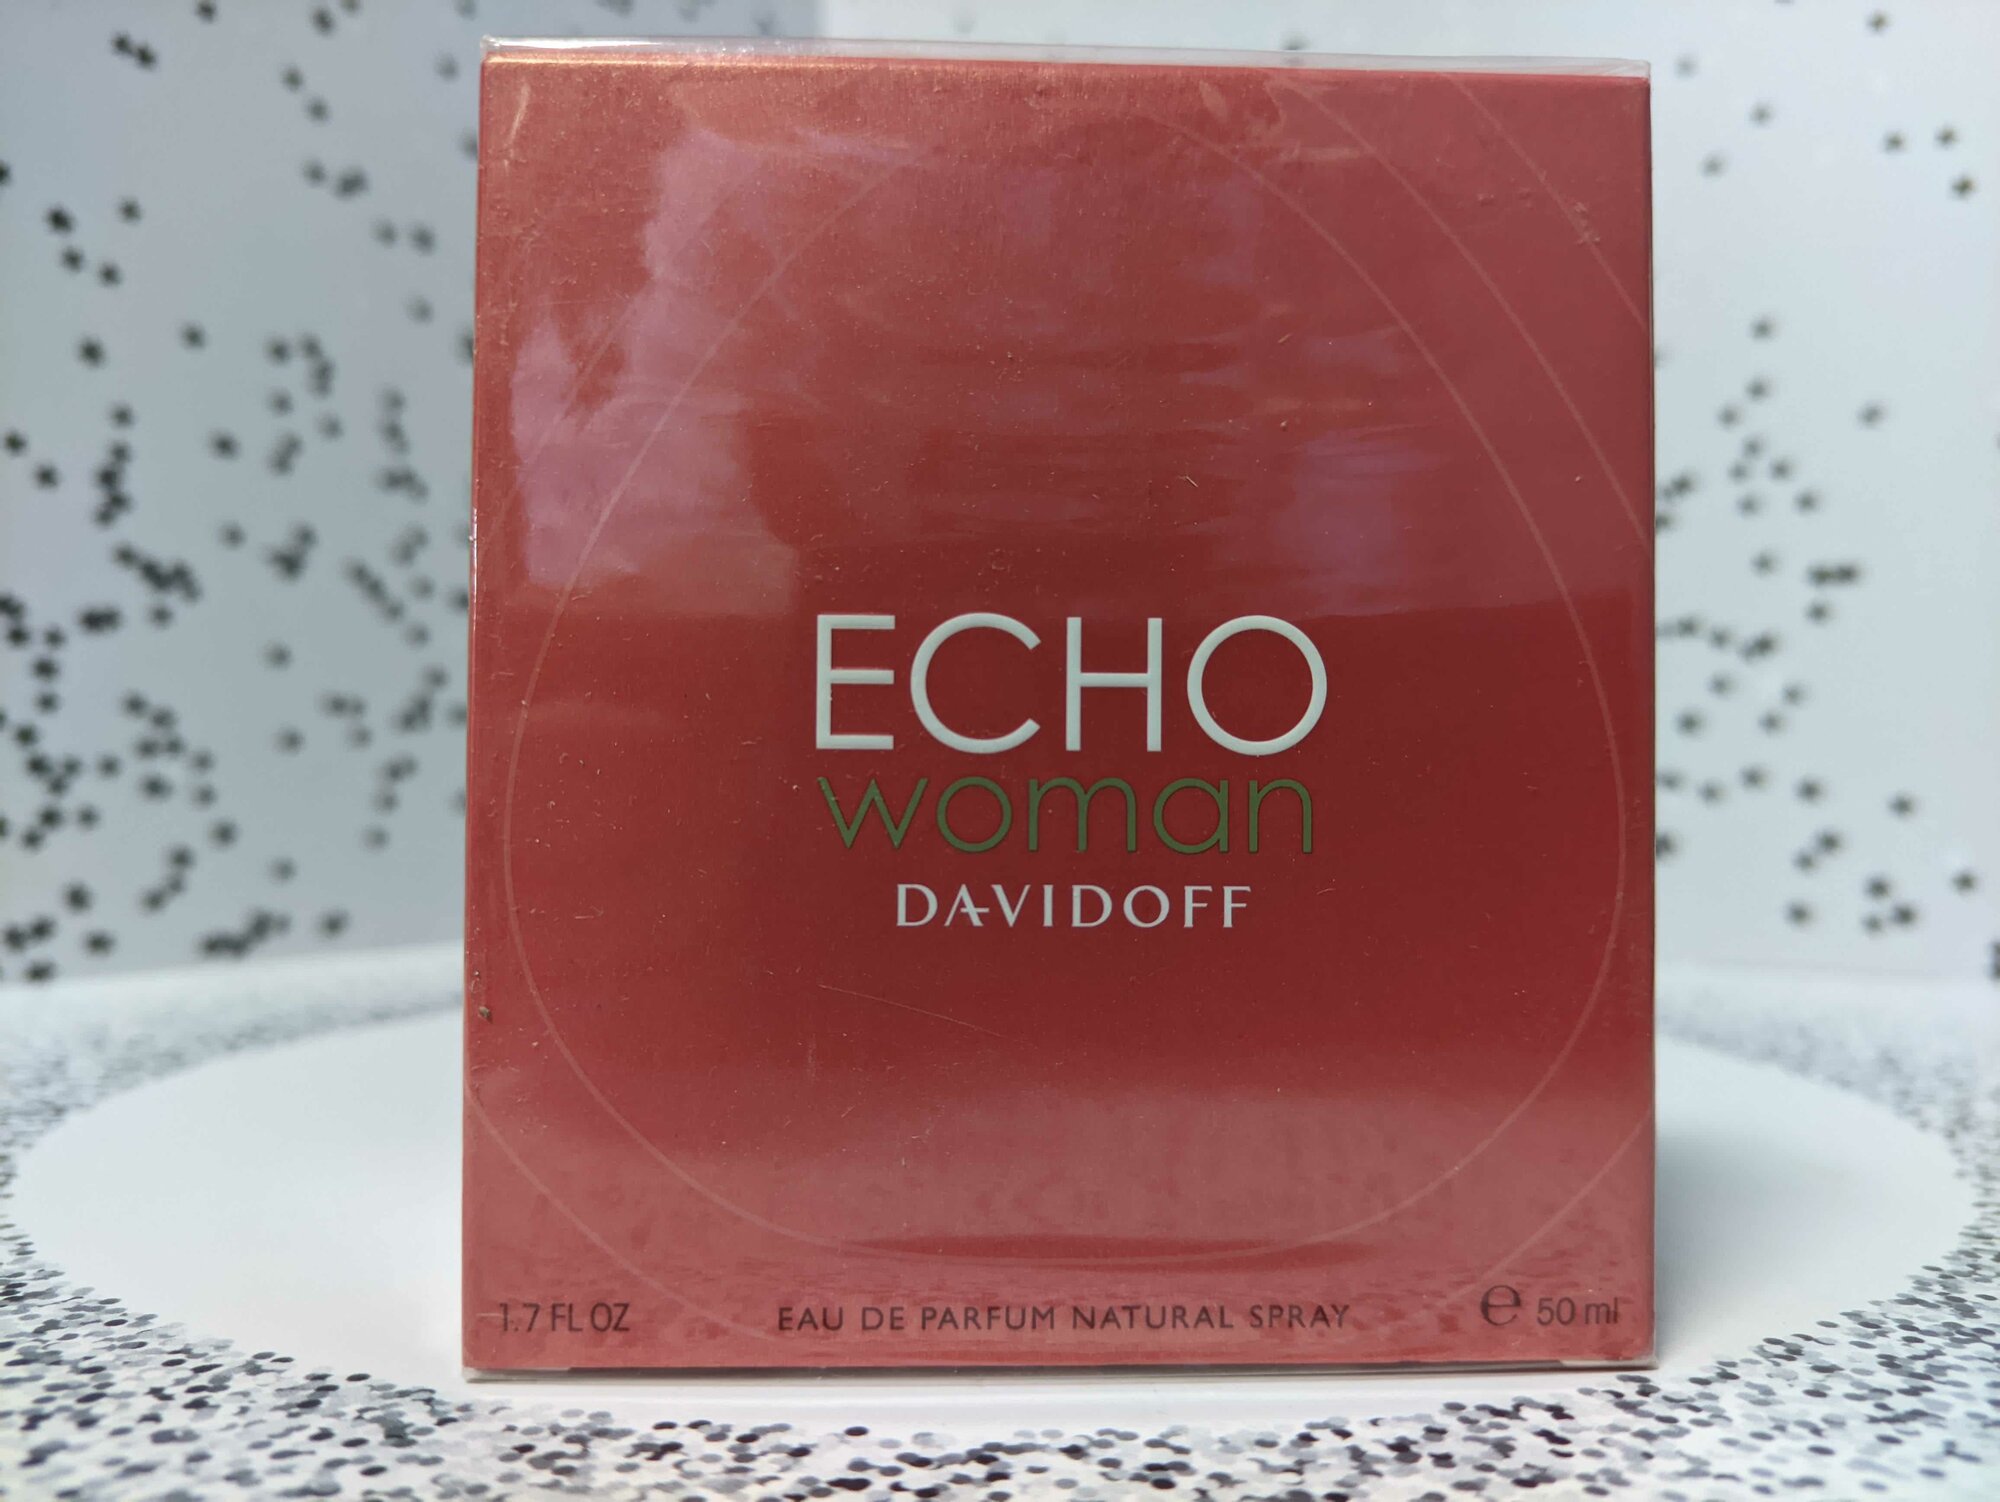 ECHO
woman
DAVIDOFF
1.7 FL OZ EAU DE PARFUM NATURAL SPRAY ℮ 50 ml